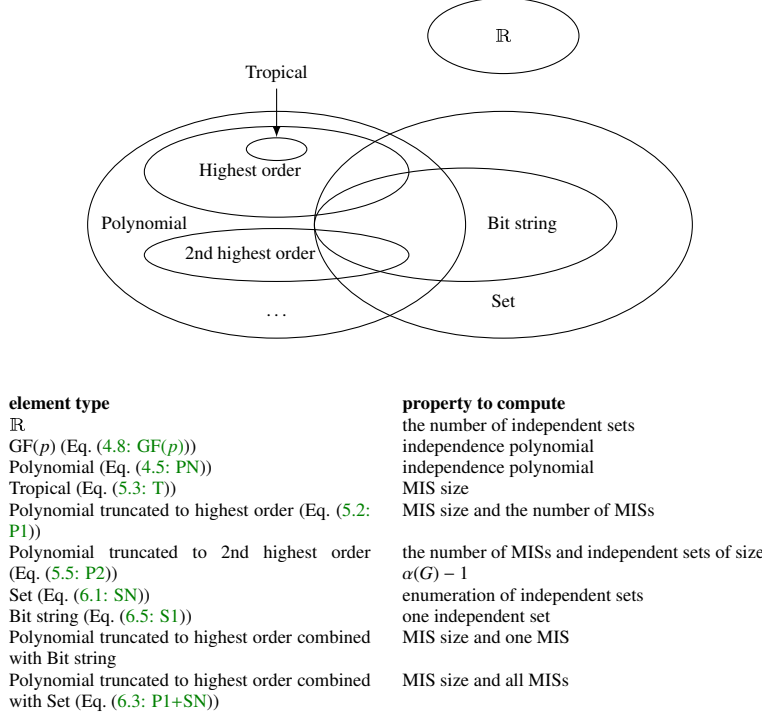 ℝ
Tropical
Highest order
Polynomial
Bit string
2nd highest order
Set
...
element type property to compute
ℝ the number of independent sets
GF(p) (Eq. (4.8: GF(p))) independence polynomial
Polynomial (Eq. (4.5: PN)) independence polynomial
Tropical (Eq. (5.3: T)) MIS size
Polynomial truncated to highest order (Eq. (5.2: MIS size and the number of MISs
P1))
Polynomial truncated to 2nd highest order the number of MISs and independent sets of size
(Eq. (5.5: P2)) α(G) − 1
Set (Eq. (6.1: SN)) enumeration of independent sets
Bit string (Eq. (6.5: S1)) one independent set
Polynomial truncated to highest order combined MIS size and one MIS
with Bit string
Polynomial truncated to highest order combined MIS size and all MISs
with Set (Eq. (6.3: P1+SN))